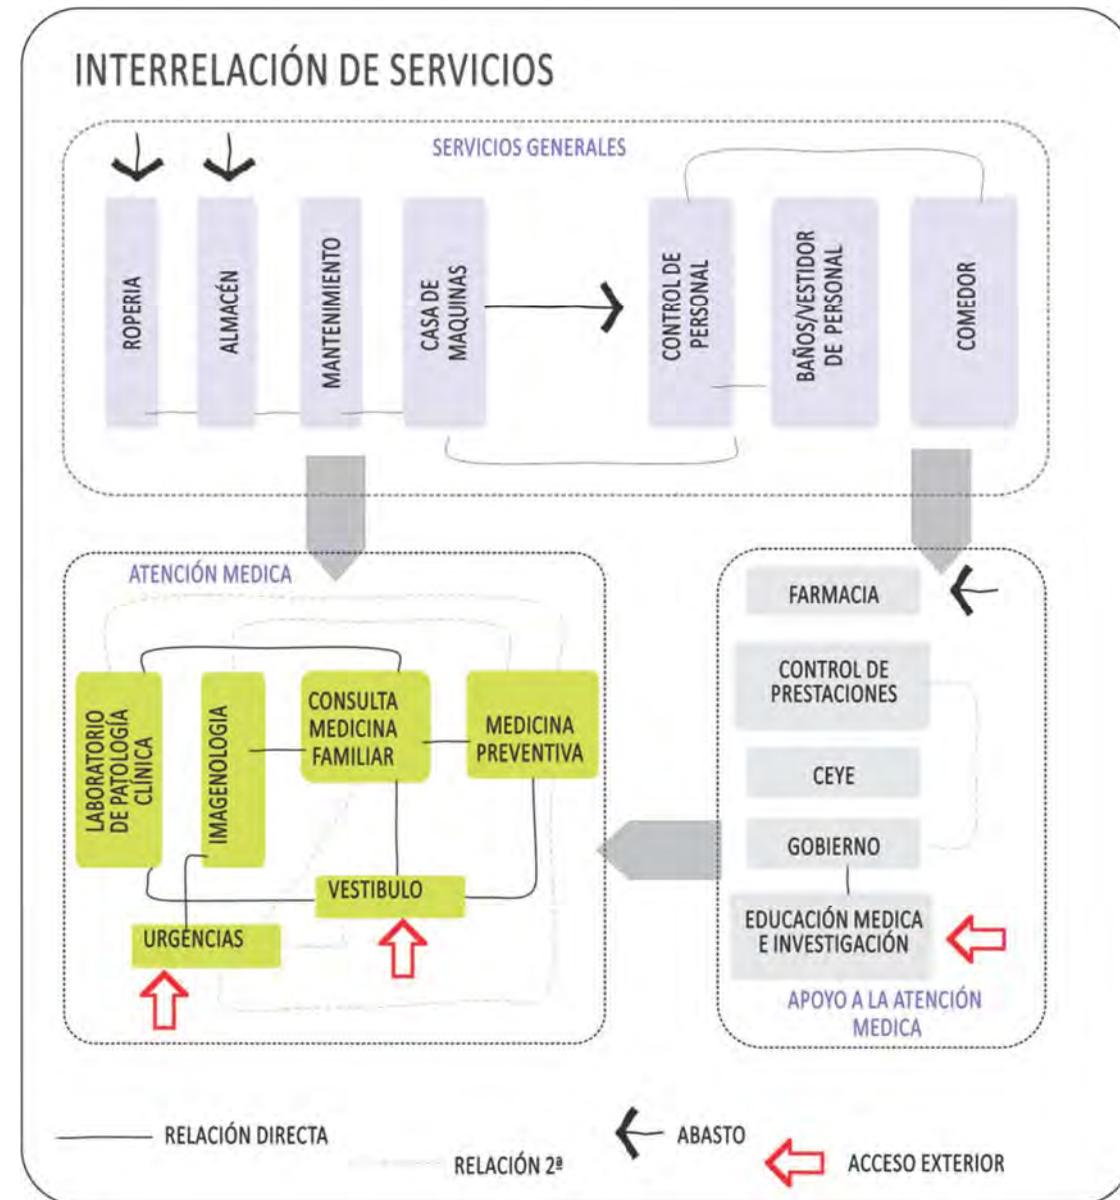 INTERRELACIÓN DE SERVICIOS
SERVICIOS GENERALES
ROPERIA
ALMACÉN
MANTENIMIENTO
CASA DE
MAQUINAS
CONTROL DE
PERSONAL
BAÑOS/VESTIDOR
DE PERSONAL
COMEDOR
ATENCIÓN MEDICA
LABORATORIO
DE PATOLOGÍA
CLÍNICA
IMAGENOLOGIA
CONSULTA
MEDICINA
FAMILIAR
MEDICINA
PREVENTIVA
VESTIBULO
URGENCIAS
FARMACIA
CONTROL DE
PRESTACIONES
CEYE
GOBIERNO
EDUCACIÓN MEDICA
E INVESTIGACIÓN
APOYO A LA ATENCIÓN
MEDICA
RELACIÓN DIRECTA
RELACIÓN 2ª
ABASTO
ACCESO EXTERIOR